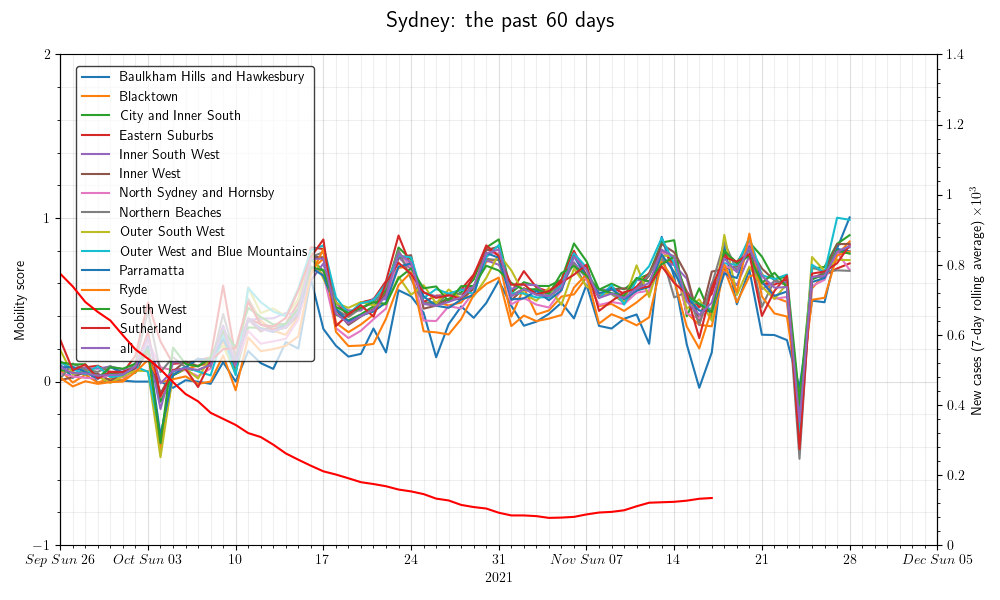 Sydney: the past 60 days
2
1
0
−1
Mobility score
Baulkham Hills and Hawkesbury
Blacktown
City and Inner South
Eastern Suburbs
Inner South West
Inner West
North Sydney and Hornsby
Northern Beaches
Outer South West
Outer West and Blue Mountains
Parramatta
Ryde
South West
Sutherland
all
1.4
1.2
1
0.8
0.6
0.4
0.2
0
New cases (7-day rolling average) ×10³
Sep Sun 26 Oct Sun 03 10 17 24 31 Nov Sun 07 14 21 28 Dec Sun 05
2021